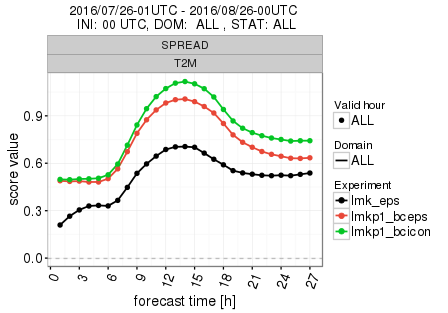 2016/07/26-01UTC - 2016/08/26-00UTC
INI: 00 UTC, DOM:  ALL , STAT: ALL
SPREAD
T2M
score value
0.9
0.6
0.3
0.0
0
3
6
9
12
15
18
21
24
27
forecast time [h]
Valid hour
ALL
Domain
ALL
Experiment
lmk_eps
lmkp1_bceps
lmkp1_bcicon